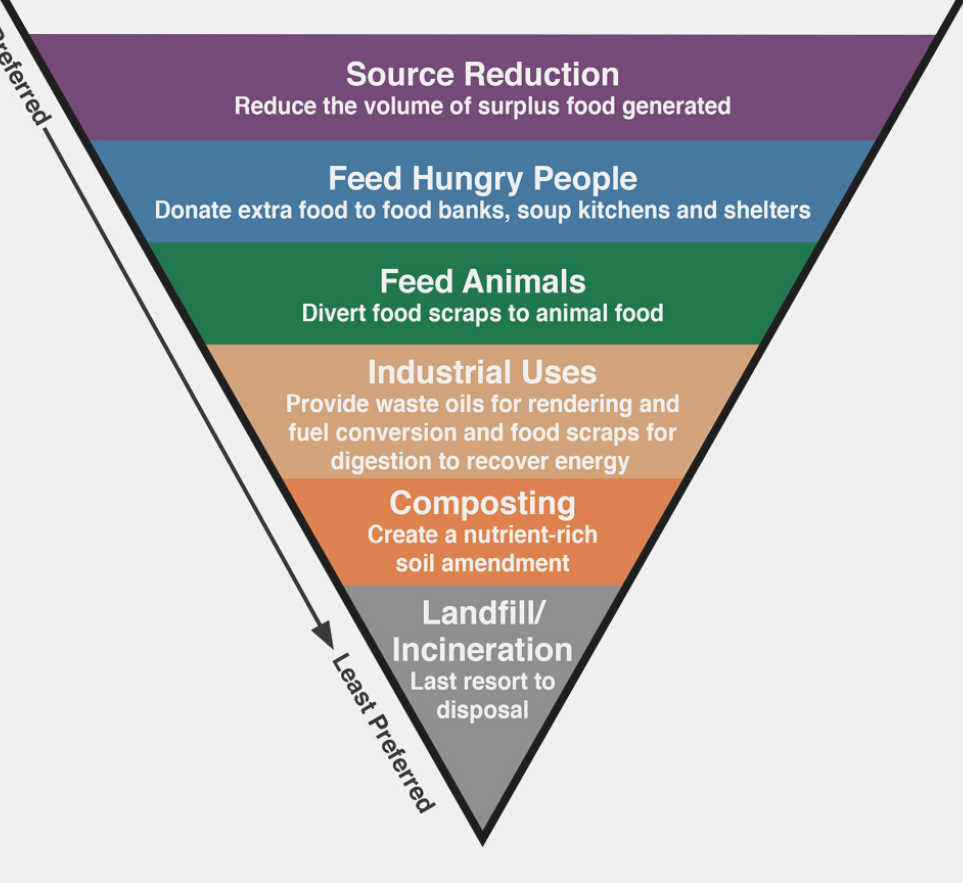 Preferred
Source Reduction
Reduce the volume of surplus food generated
Feed Hungry People
Donate extra food to food banks, soup kitchens and shelters
Feed Animals
Divert food scraps to animal food
Industrial Uses
Provide waste oils for rendering and
fuel conversion and food scraps for
digestion to recover energy
Composting
Create a nutrient-rich
soil amendment
Landfill/
Incineration
Last resort to
disposal
Least Preferred